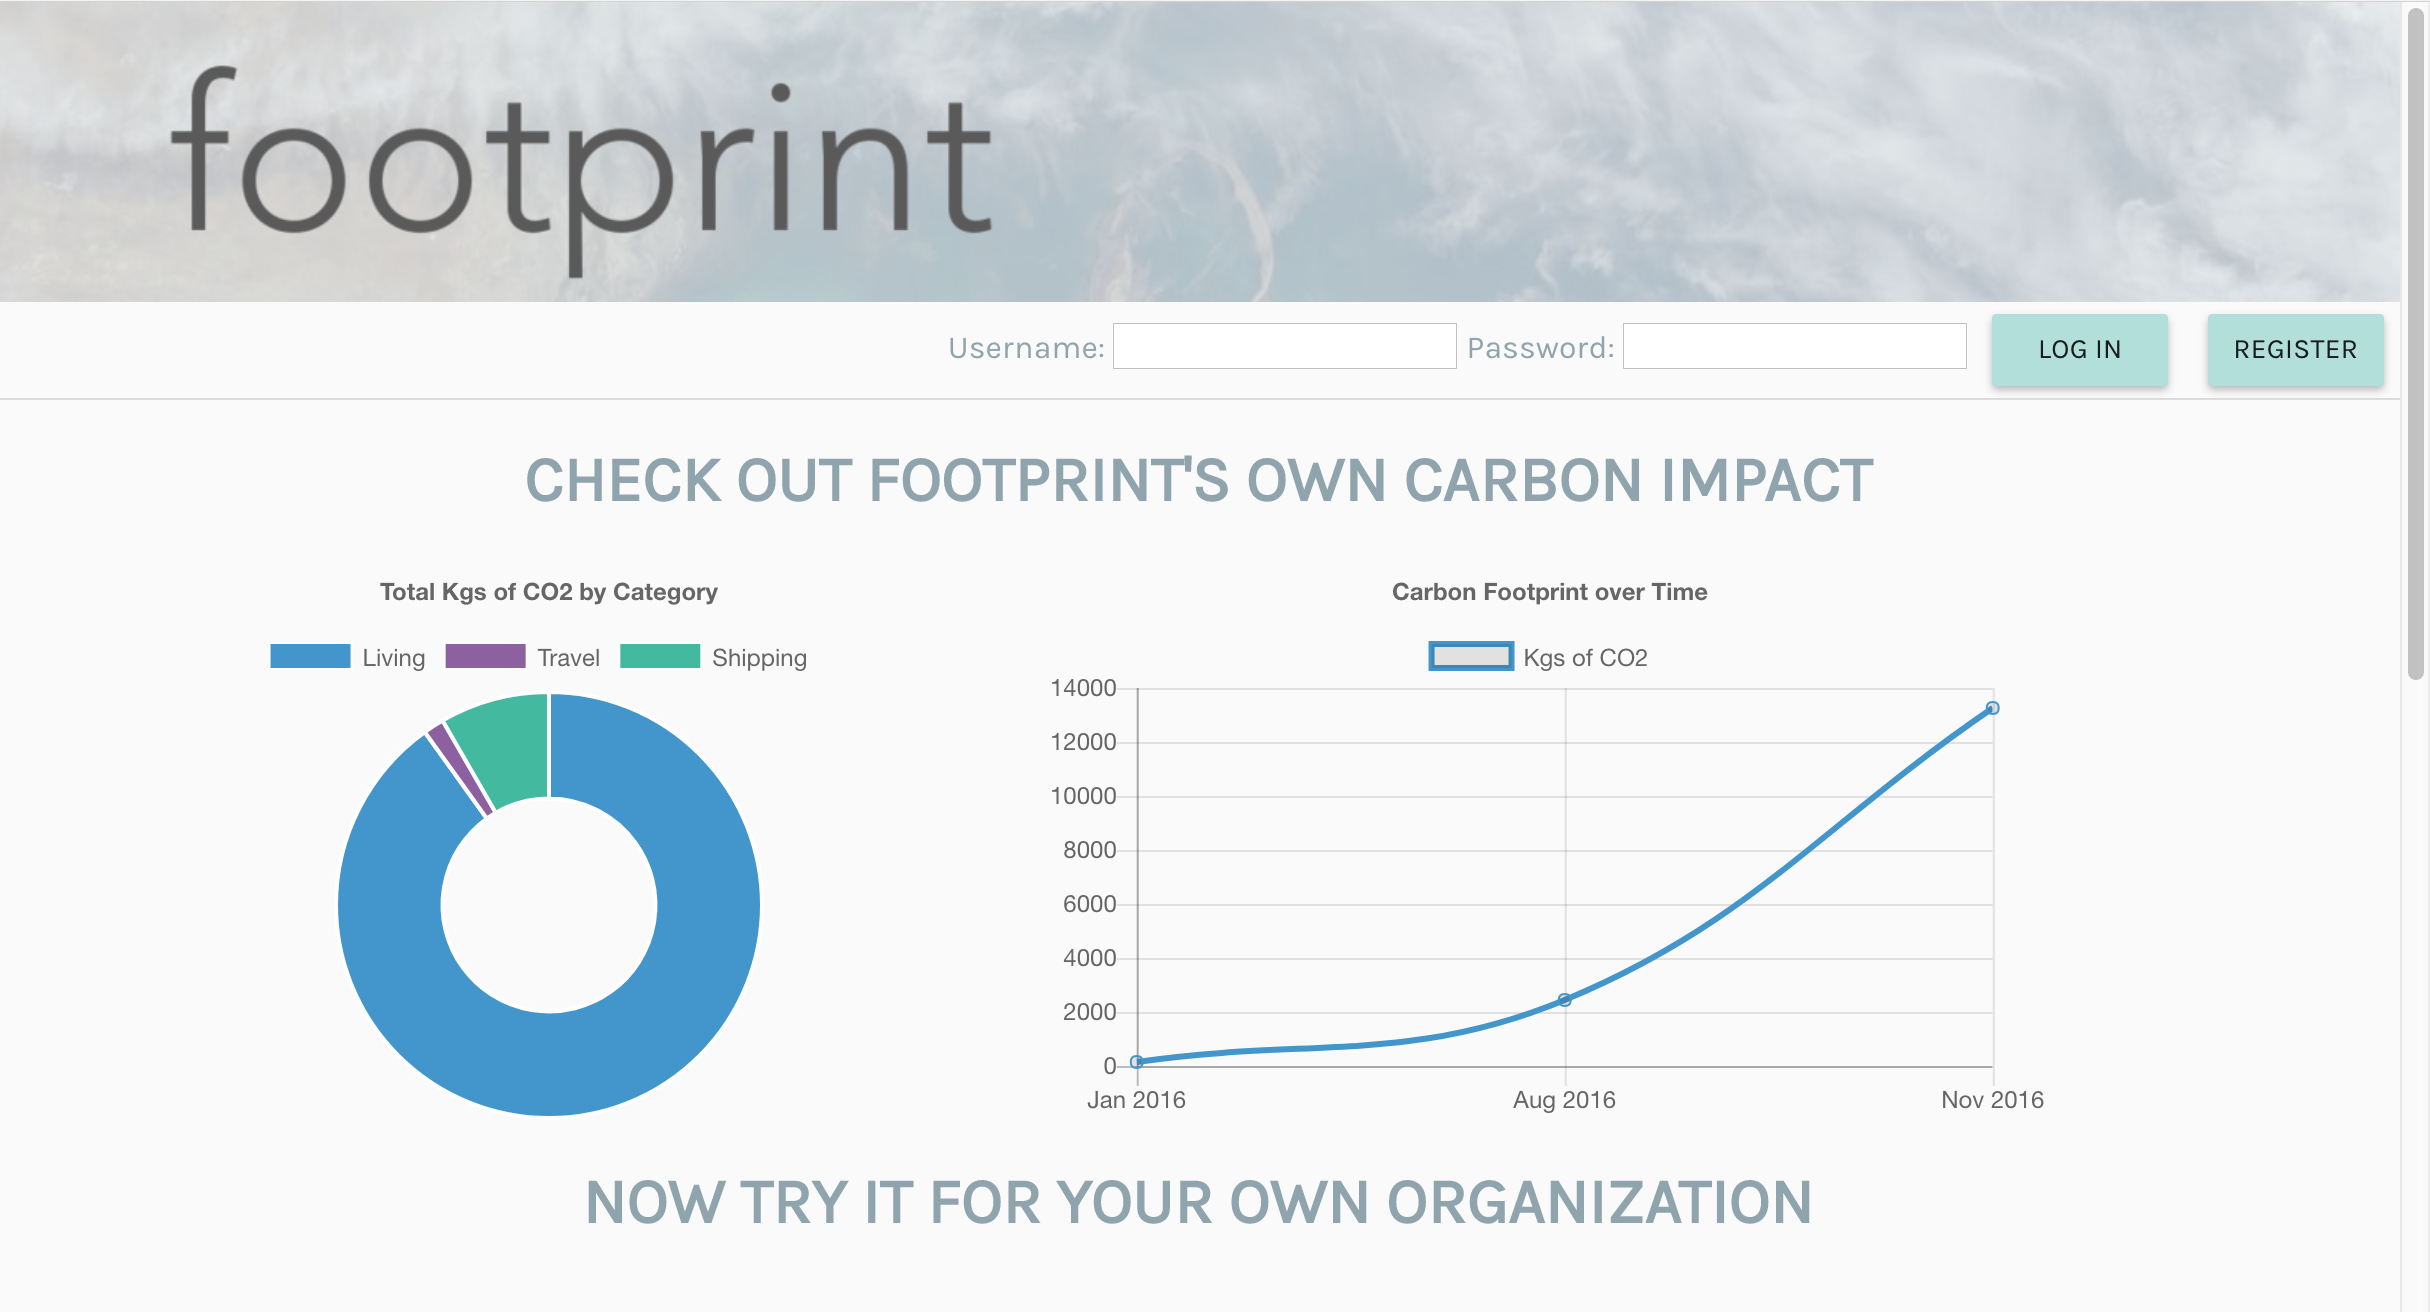 footprint
Username: Password: LOG IN REGISTER
CHECK OUT FOOTPRINT'S OWN CARBON IMPACT
Total Kgs of CO2 by Category
Living Travel Shipping
Carbon Footprint over Time
Kgs of CO2
14000
12000
10000
8000
6000
4000
2000
0
Jan 2016 Aug 2016 Nov 2016
NOW TRY IT FOR YOUR OWN ORGANIZATION